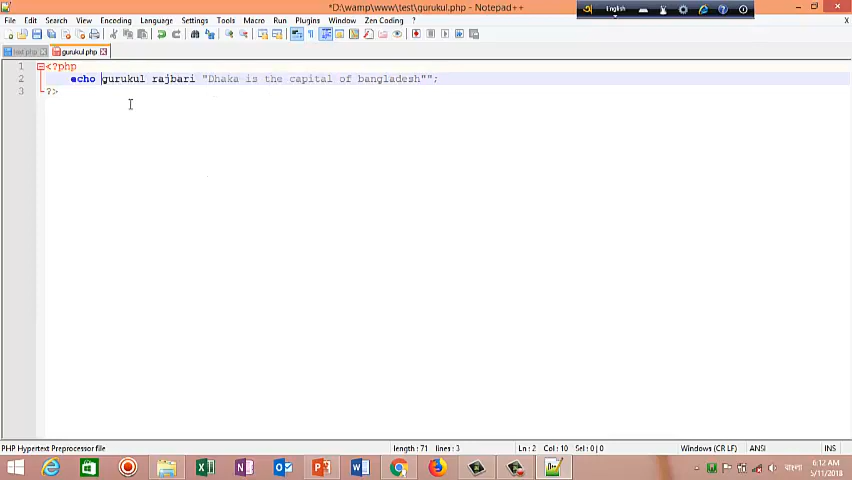 *D:\wamp\www\test\gurukul.php - Notepad++
English
File Edit Search View Encoding Language Settings Tools Macro Run Plugins Window Zen Coding ?
X
test.php
gurukul.php
1 <?php
2 echo gurukul rajbari "Dhaka is the capital of bangladesh"";
3 ?>
PHP Hypertext Preprocessor file length : 71 lines : 3 Ln : 2 Col : 10 Sel : 0 | 0 Windows (CR LF) ANSI INS
বাংলা
6:12 AM
5/11/2018